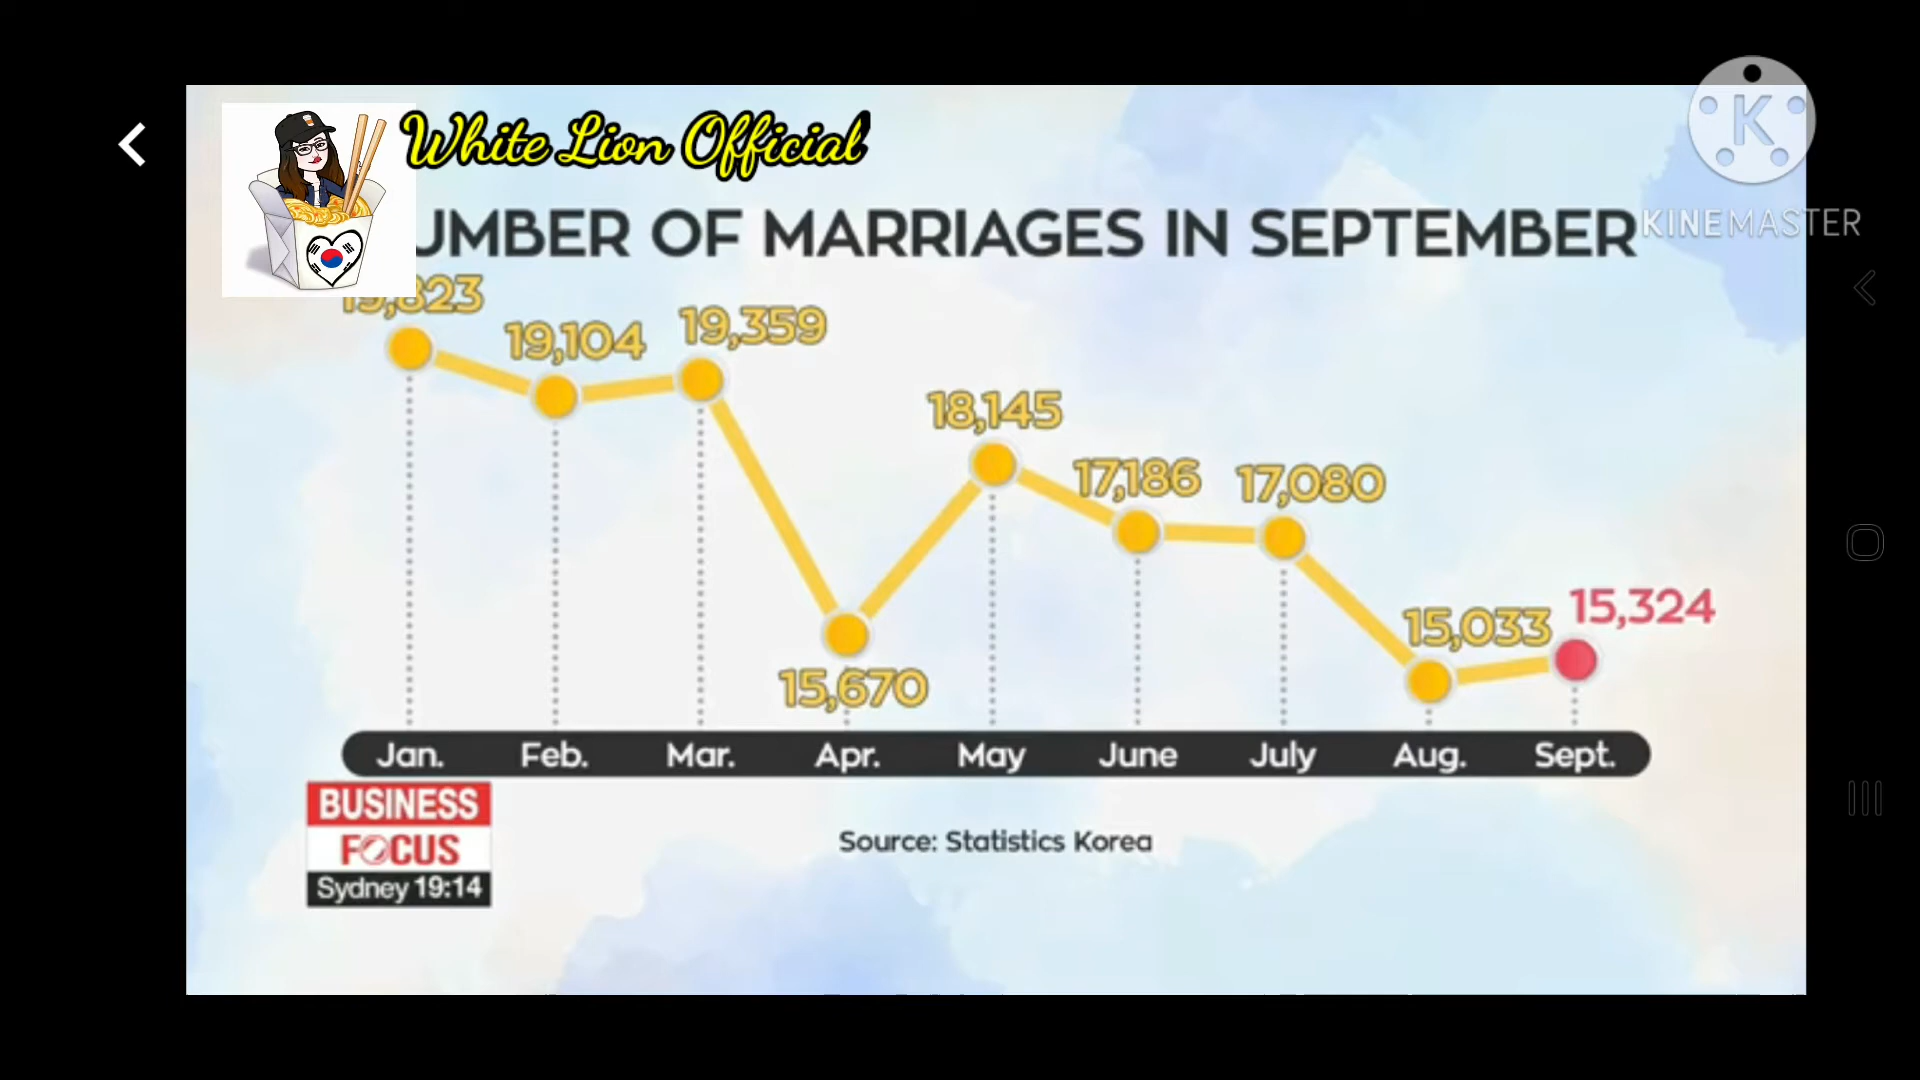 White Lion Official
K
UMBER OF MARRIAGES IN SEPTEMBER
KINEMASTER
19,823
19,104
19,359
15,670
18,145
17,186
17,080
15,033
15,324
Jan. Feb. Mar. Apr. May June July Aug. Sept.
Source: Statistics Korea
BUSINESS
FOCUS
Sydney 19:14